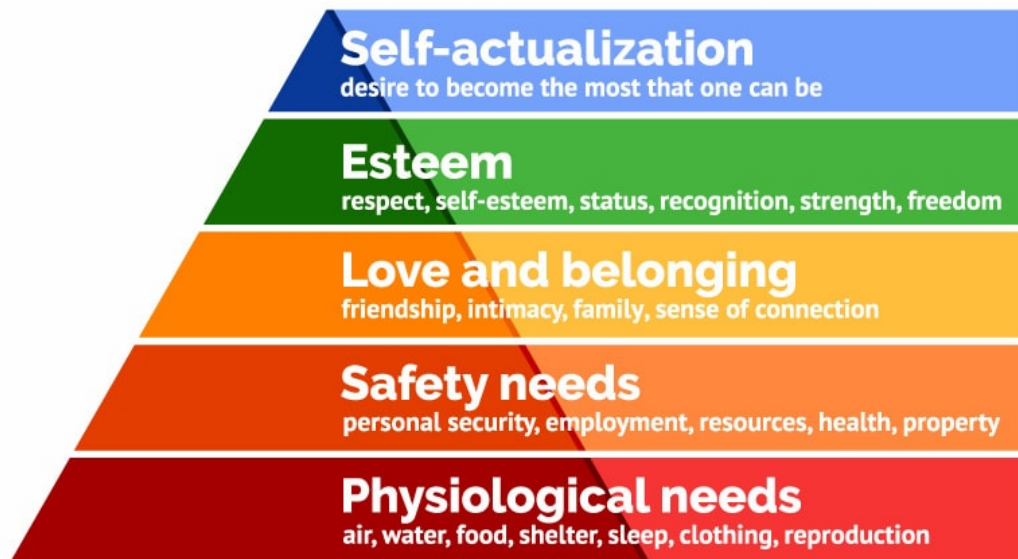 Self-actualization
desire to become the most that one can be
Esteem
respect, self-esteem, status, recognition, strength, freedom
Love and belonging
friendship, intimacy, family, sense of connection
Safety needs
personal security, employment, resources, health, property
Physiological needs
air, water, food, shelter, sleep, clothing, reproduction